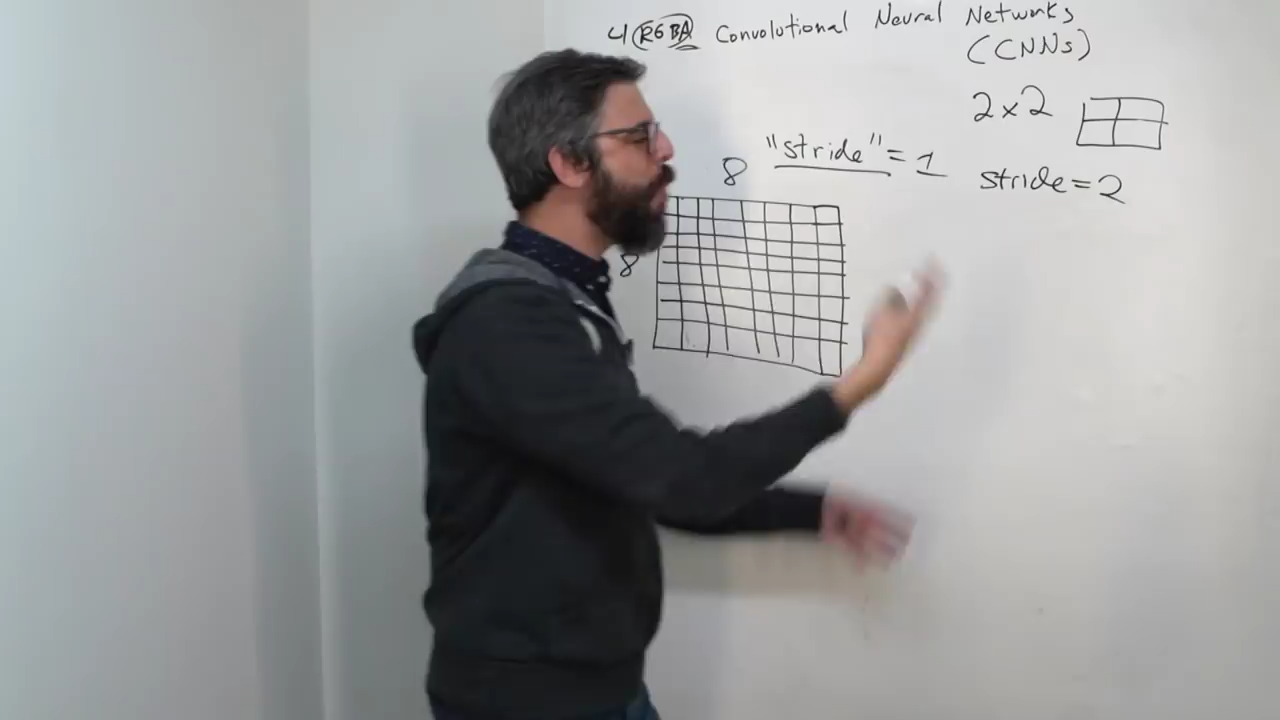 4 RGBA Convolutional Neural Networks
(CNNs)
2x2
"stride" = 1
8
stride = 2
8